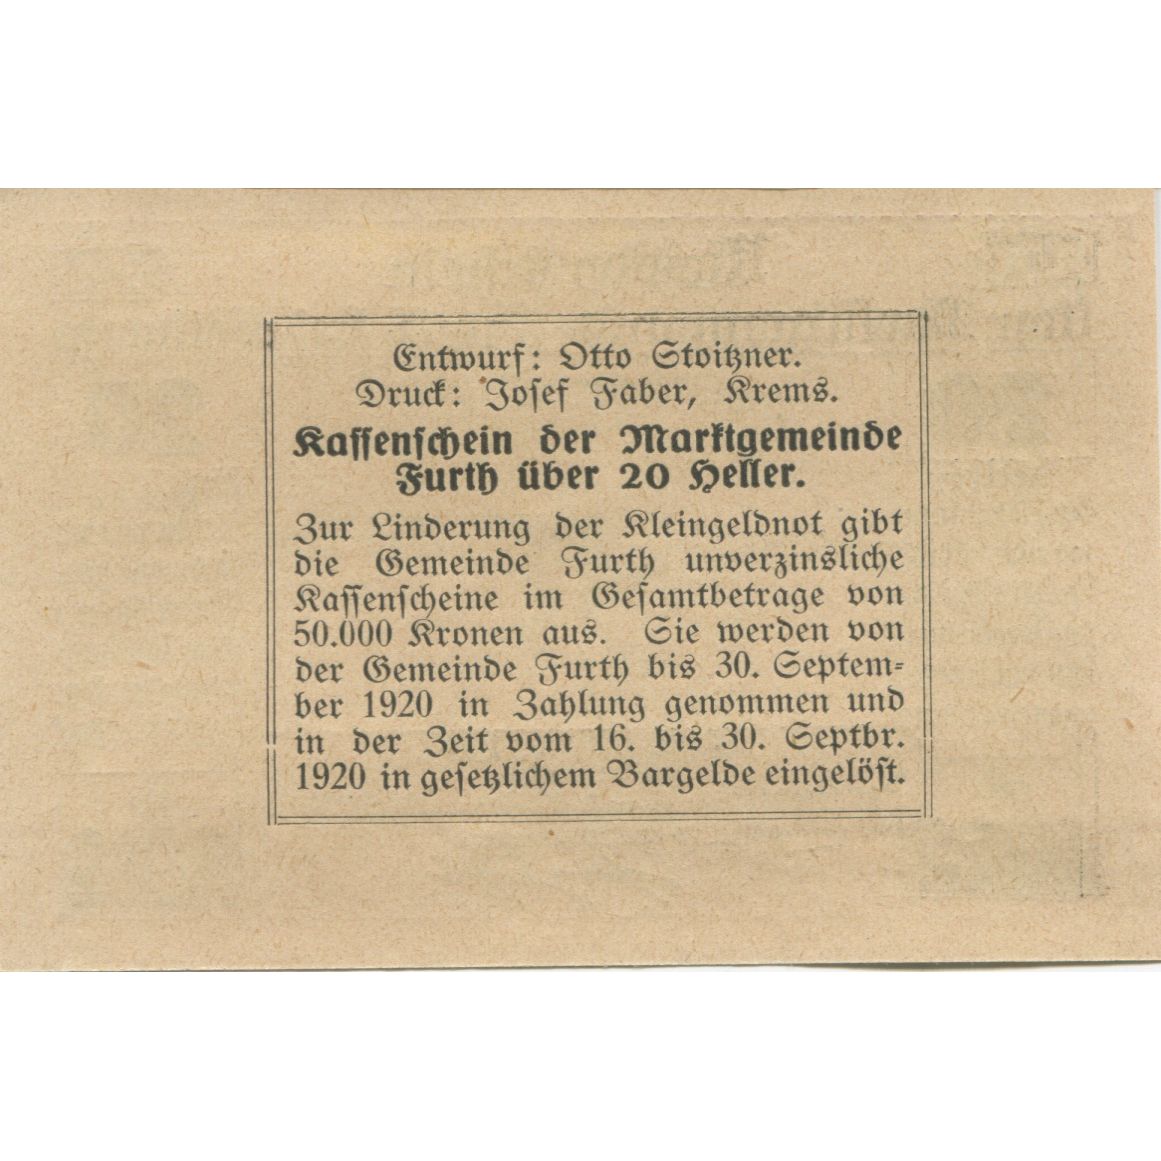 Entwurf: Otto Stoitzner.
Druck: Josef Faber, Krems.
Kassenschein der Marktgemeinde
Furth über 20 Heller.
Zur Linderung der Kleingeldnot gibt
die Gemeinde Furth unverzinsliche
Kassenscheine im Gesamtbetrage von
50.000 Kronen aus. Sie werden von
der Gemeinde Furth bis 30. Septem-
ber 1920 in Zahlung genommen und
in der Zeit vom 16. bis 30. Septbr.
1920 in gesetzlichem Bargelde eingelöst.